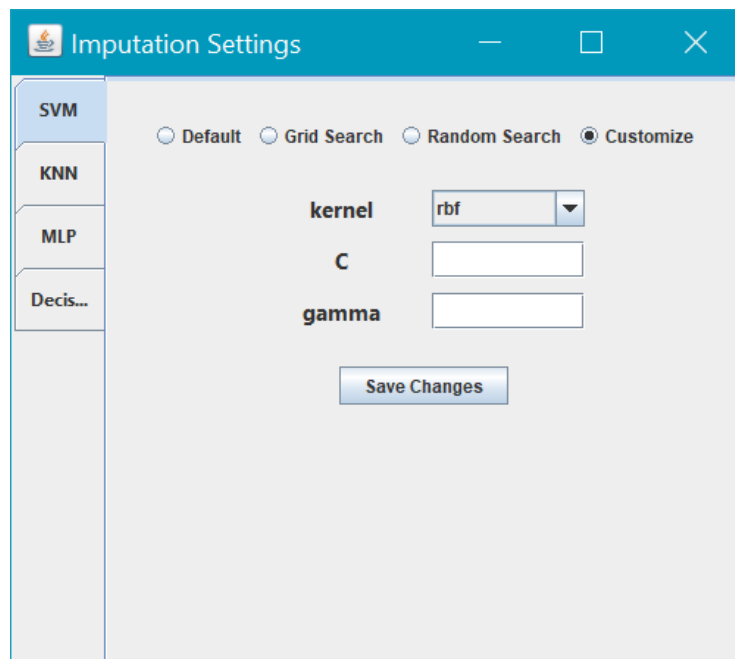 Imputation Settings
SVM
KNN
MLP
Decis...
Default Grid Search Random Search Customize
kernel rbf
C
gamma
Save Changes